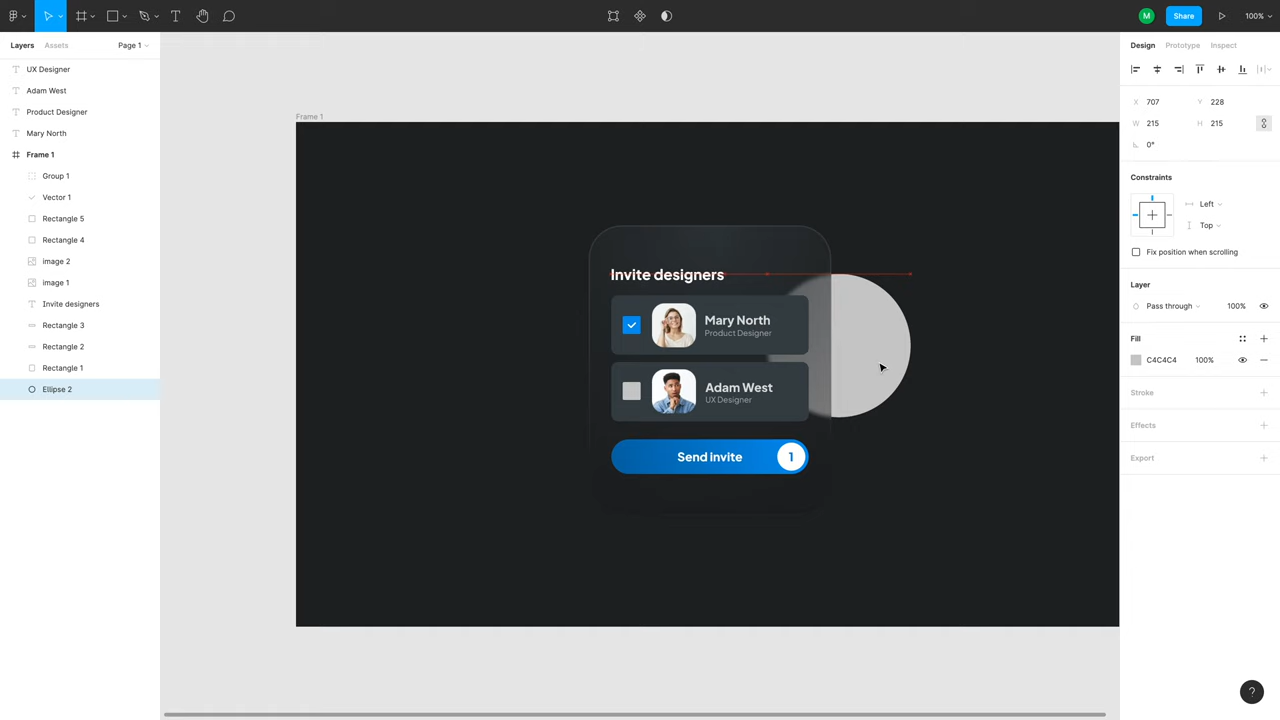 M
Share
100%
Layers
Assets
Page 1
UX Designer
Adam West
Product Designer
Mary North
Frame 1
Group 1
Vector 1
Rectangle 5
Rectangle 4
image 2
image 1
Invite designers
Rectangle 3
Rectangle 2
Rectangle 1
Ellipse 2
Frame 1
Invite designers
Mary North
Product Designer
Adam West
UX Designer
Send invite 1
Design Prototype Inspect
X 707 Y 228
W 215 H 215
0°
Constraints
Left
Top
Fix position when scrolling
Layer
Pass through 100%
Fill
C4C4C4 100%
Stroke
Effects
Export
?